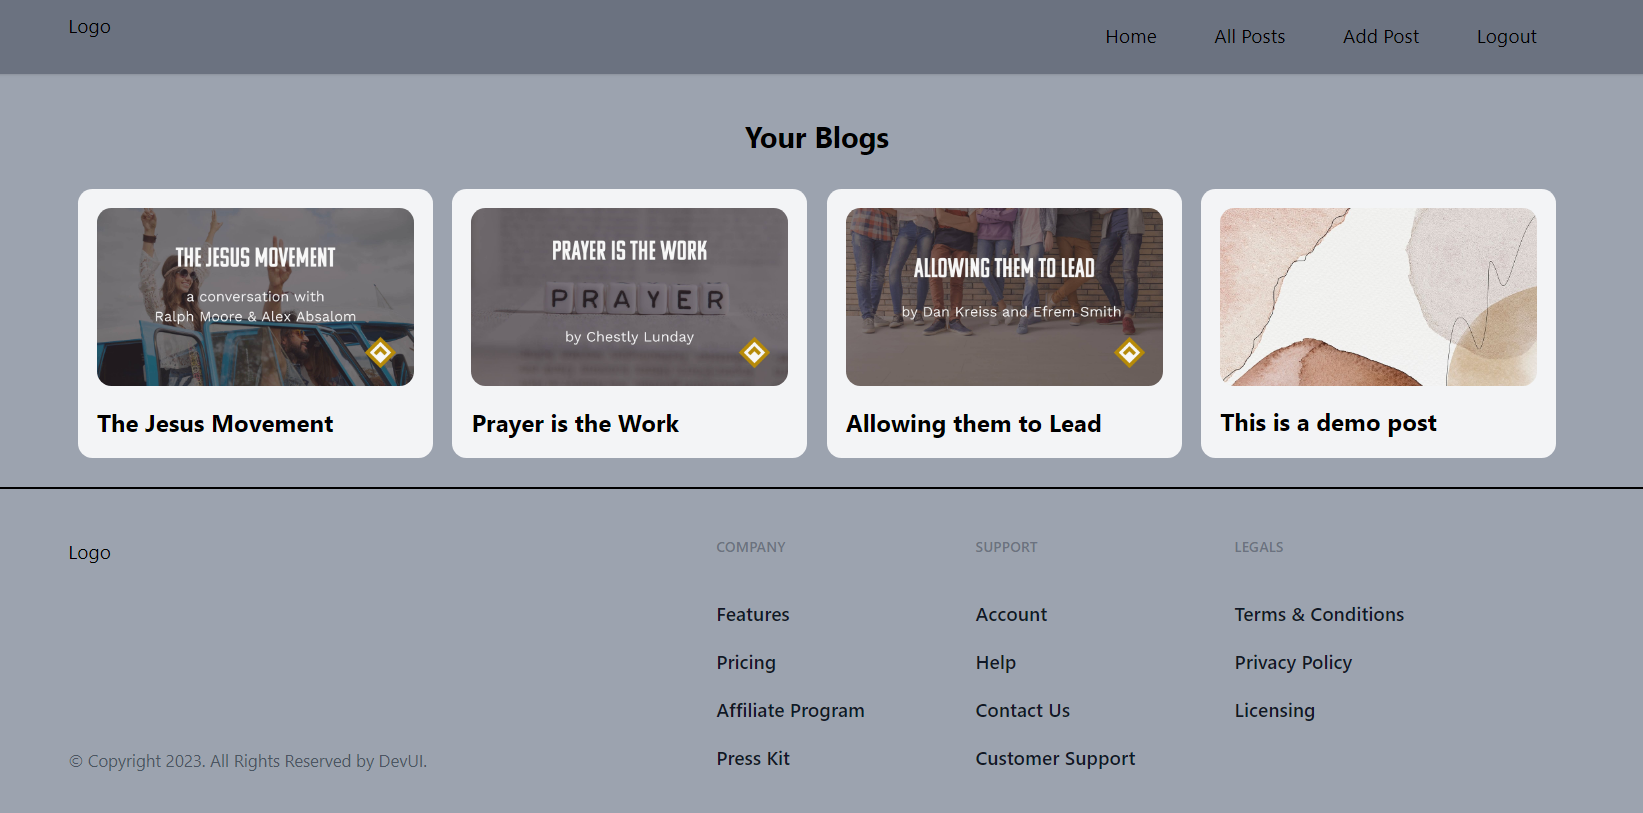 Logo
Home
All Posts
Add Post
Logout
Your Blogs
THE JESUS MOVEMENT
a conversation with
Ralph Moore & Alex Absalom
The Jesus Movement
PRAYER IS THE WORK
PRAYER
by Chestly Lunday
Prayer is the Work
ALLOWING THEM TO LEAD
by Dan Kreiss and Efrem Smith
Allowing them to Lead
This is a demo post
Logo
© Copyright 2023. All Rights Reserved by DevUI.
COMPANY
Features
Pricing
Affiliate Program
Press Kit
SUPPORT
Account
Help
Contact Us
Customer Support
LEGALS
Terms & Conditions
Privacy Policy
Licensing